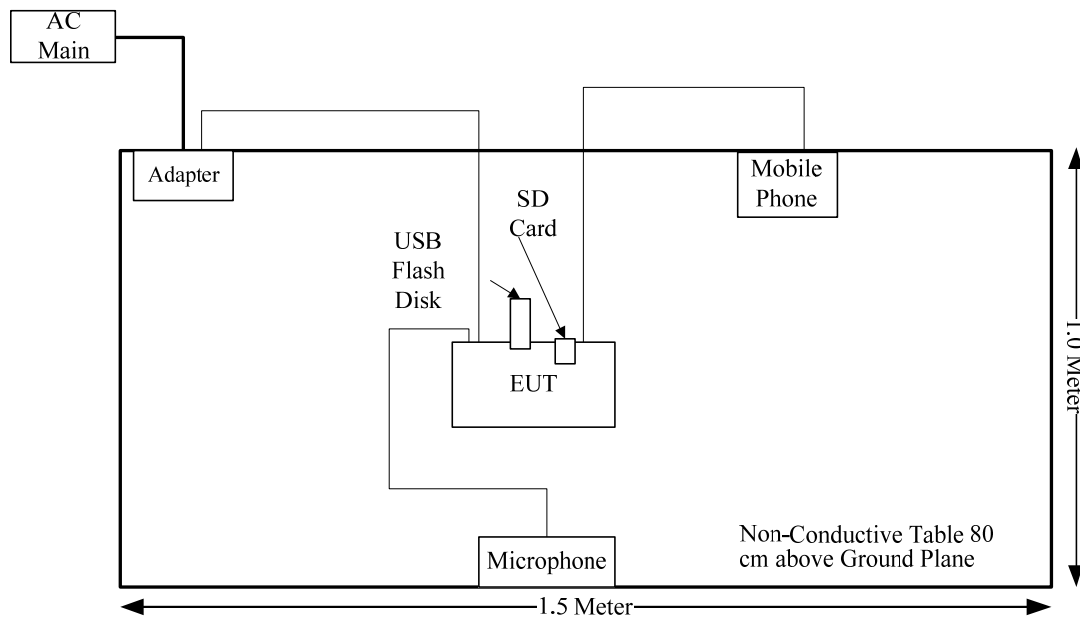 AC
Main
Adapter
Mobile
Phone
SD
Card
USB
Flash
Disk
EUT
Microphone
Non-Conductive Table 80
cm above Ground Plane
1.0 Meter
1.5 Meter